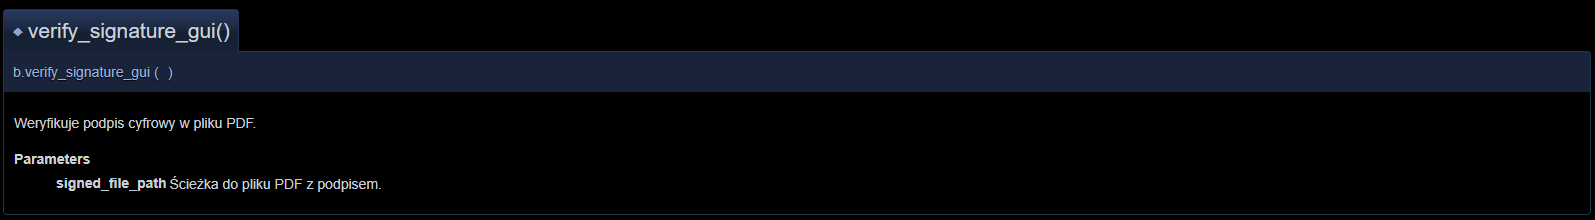 ◆ verify_signature_gui()
b.verify_signature_gui ( )
Weryfikuje podpis cyfrowy w pliku PDF.
Parameters
signed_file_path Ścieżka do pliku PDF z podpisem.